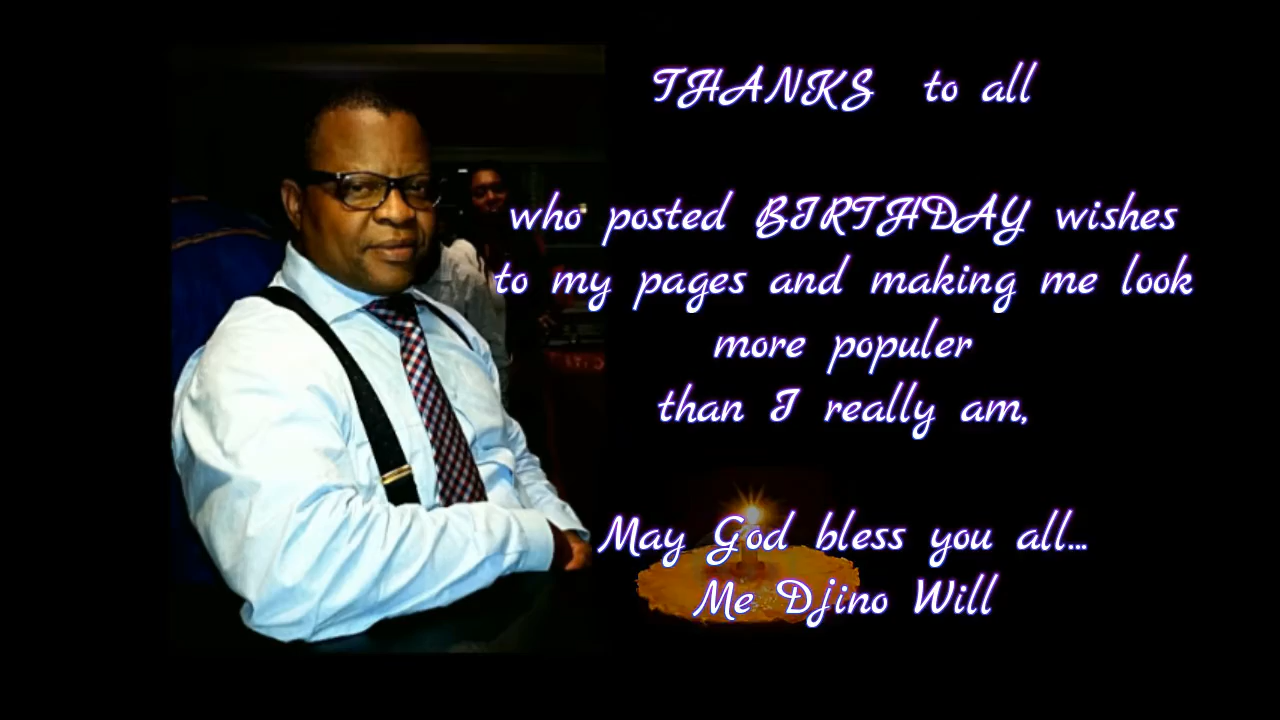 THANKS to all
who posted BIRTHDAY wishes
to my pages and making me look
more populer
than I really am,
May God bless you all...
Me Djino Will